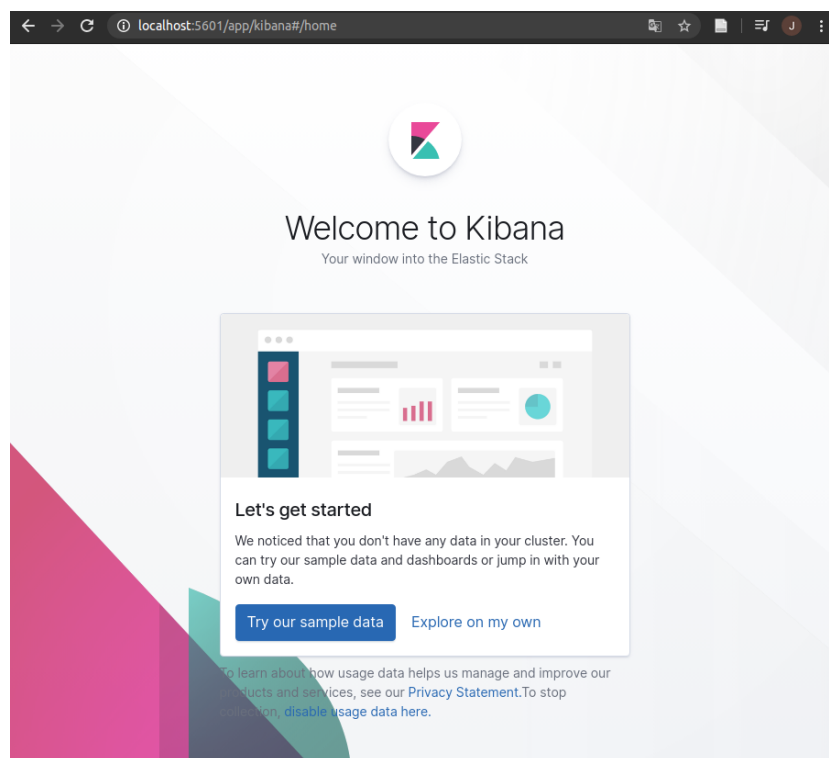 localhost:5601/app/kibana#/home
J
Welcome to Kibana
Your window into the Elastic Stack
Let's get started
We noticed that you don't have any data in your cluster. You
can try our sample data and dashboards or jump in with your
own data.
Try our sample data Explore on my own
To learn about how usage data helps us manage and improve our
products and services, see our Privacy Statement.To stop
collection, disable usage data here.